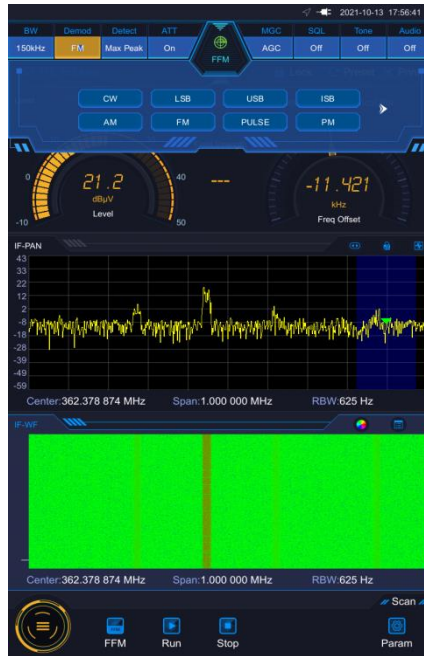 2021-10-13 17:56:41
BW Demod Detect ATT MGC SQL Tone Audio
150kHz FM Max Peak On FFM AGC Off Off Off
CW LSB USB ISB
AM FM PULSE PM
0 40
21.2 --- -11.421
dBµV kHz
Level Freq Offset
-10 50
IF-PAN
43
33
22
12
2
-8
-18
-28
-39
-49
-59
Center:362.378 874 MHz Span:1.000 000 MHz RBW:625 Hz
IF-WF
Center:362.378 874 MHz Span:1.000 000 MHz RBW:625 Hz
Scan
FFM Run Stop Param